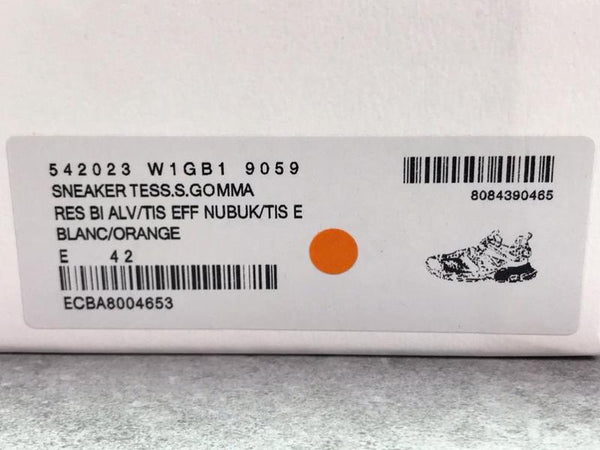 542023 W1GB1 9059
SNEAKER TESS.S.GOMMA
RES BI ALV/TIS EFF NUBUK/TIS E
BLANC/ORANGE
E 42
ECBA8004653
8084390465